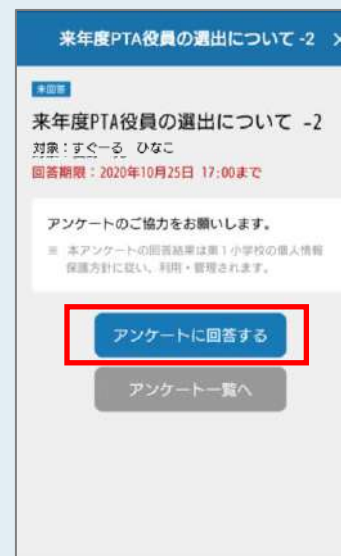 来年度PTA役員の選出について -2 ×
未回答
来年度PTA役員の選出について -2
対象：すぐーる ひなこ
回答期限：2020年10月25日 17:00まで
アンケートのご協力をお願いします。
※ 本アンケートの回答結果は第１小学校の個人情報
保護方針に従い、利用・管理されます。
アンケートに回答する
アンケート一覧へ